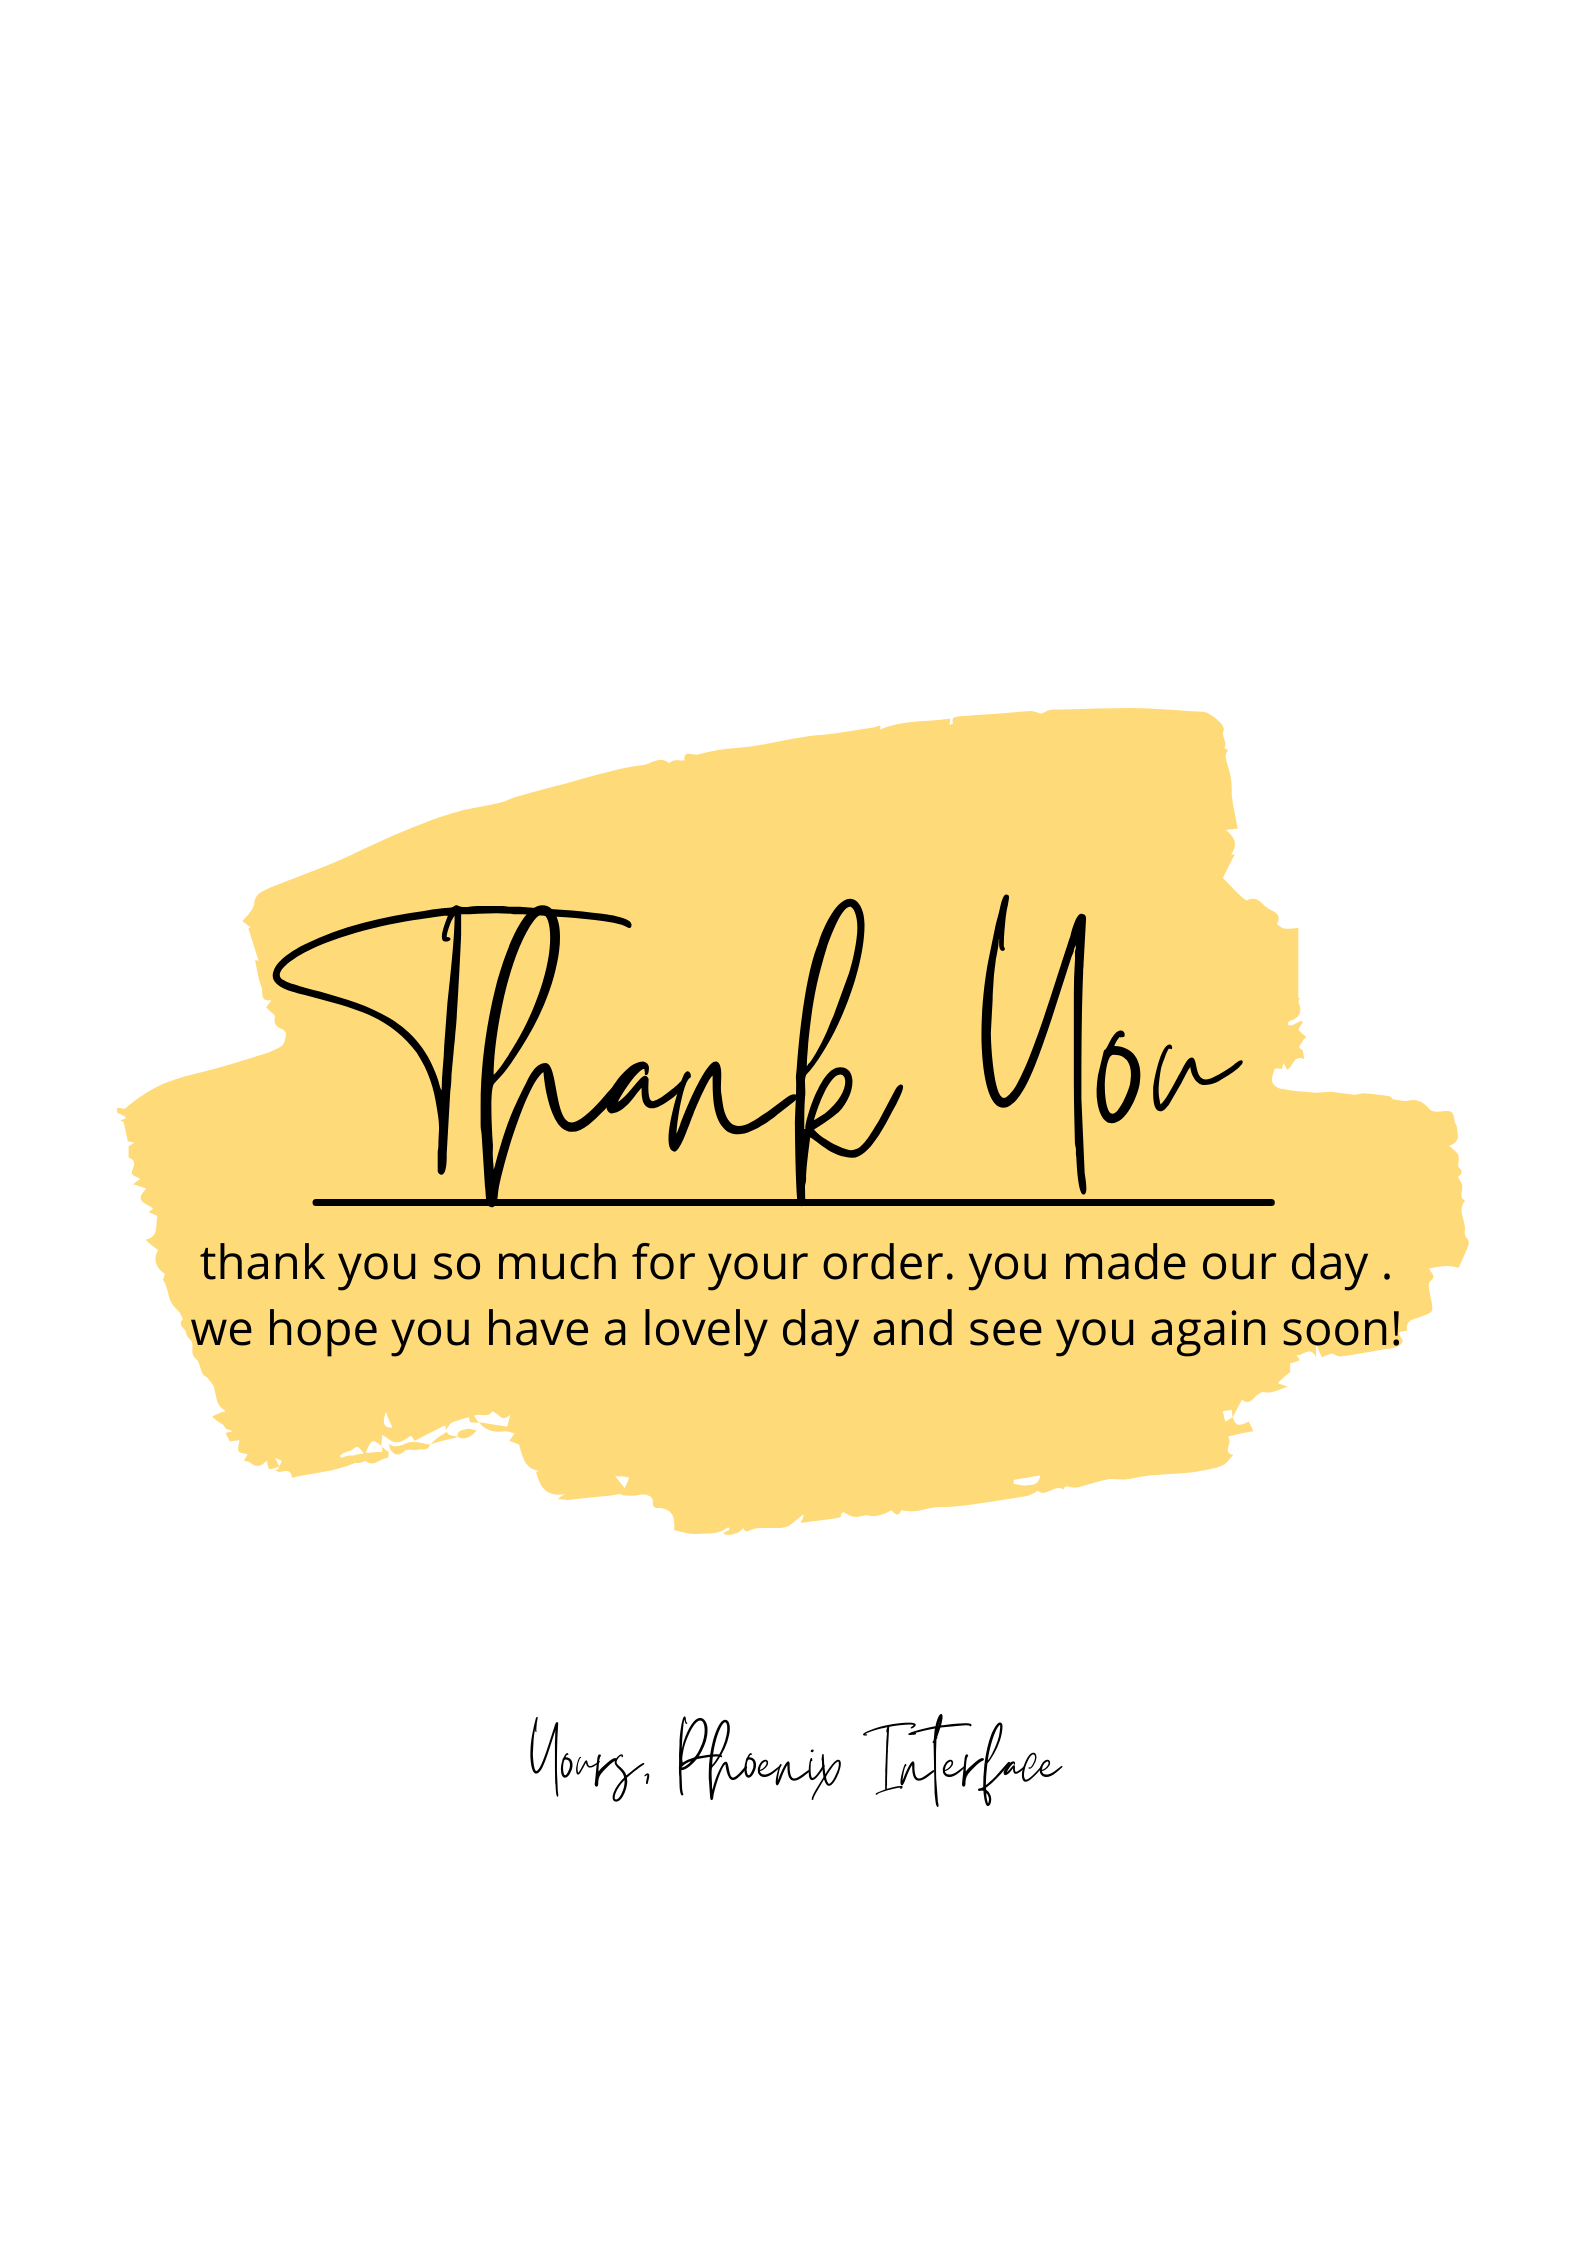 Thank You
thank you so much for your order. you made our day .
we hope you have a lovely day and see you again soon!
Yours, Phoenix Interface